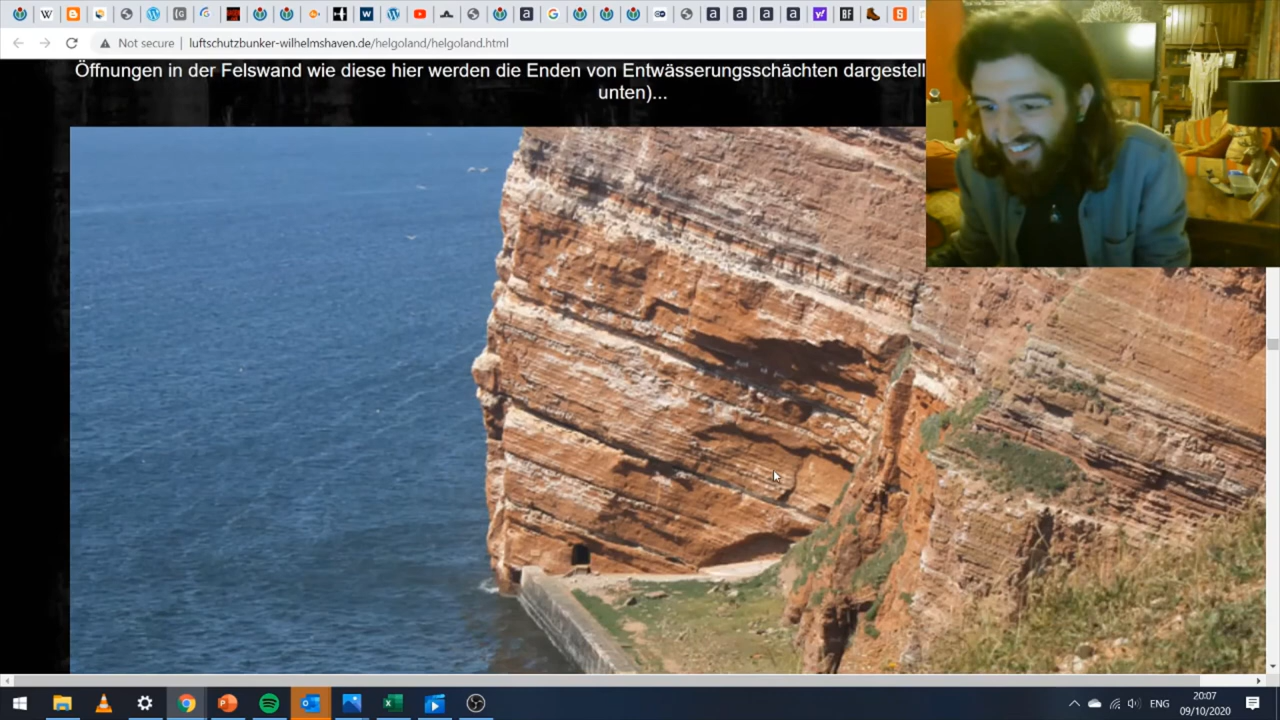 Not secure
luftschutzbunker-wilhelmshaven.de/helgoland/helgoland.html
Öffnungen in der Felswand wie diese hier werden die Enden von Entwässerungsschächten dargestell
unten)...
ENG
20:07
09/10/2020